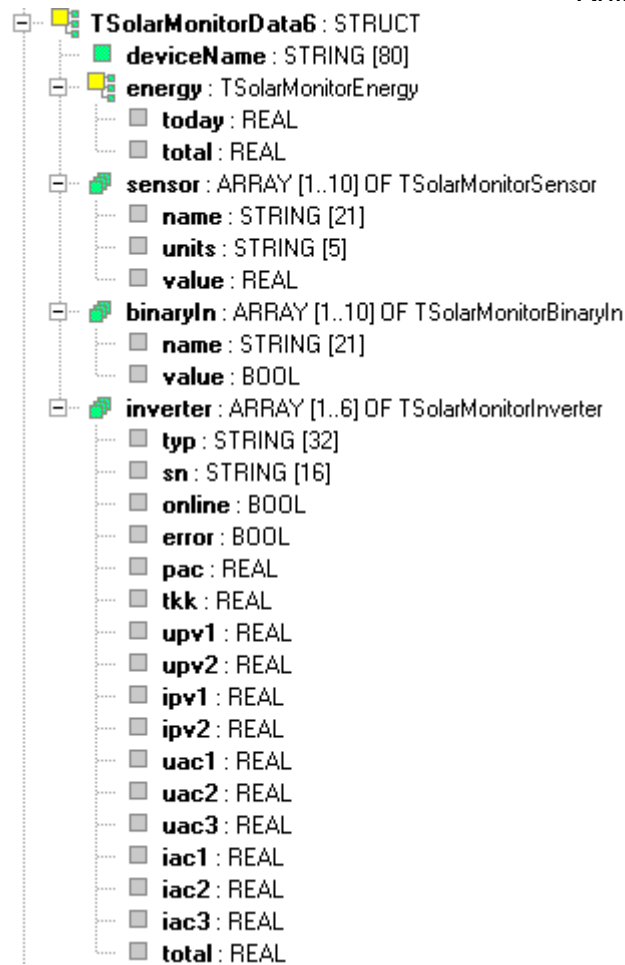 TSolarMonitorData6 : STRUCT
deviceName : STRING [80]
energy : TSolarMonitorEnergy
today : REAL
total : REAL
sensor : ARRAY [1..10] OF TSolarMonitorSensor
name : STRING [21]
units : STRING [5]
value : REAL
binaryIn : ARRAY [1..10] OF TSolarMonitorBinaryIn
name : STRING [21]
value : BOOL
inverter : ARRAY [1..6] OF TSolarMonitorInverter
typ : STRING [32]
sn : STRING [16]
online : BOOL
error : BOOL
pac : REAL
tkk : REAL
upv1 : REAL
upv2 : REAL
ipv1 : REAL
ipv2 : REAL
uac1 : REAL
uac2 : REAL
uac3 : REAL
iac1 : REAL
iac2 : REAL
iac3 : REAL
total : REAL